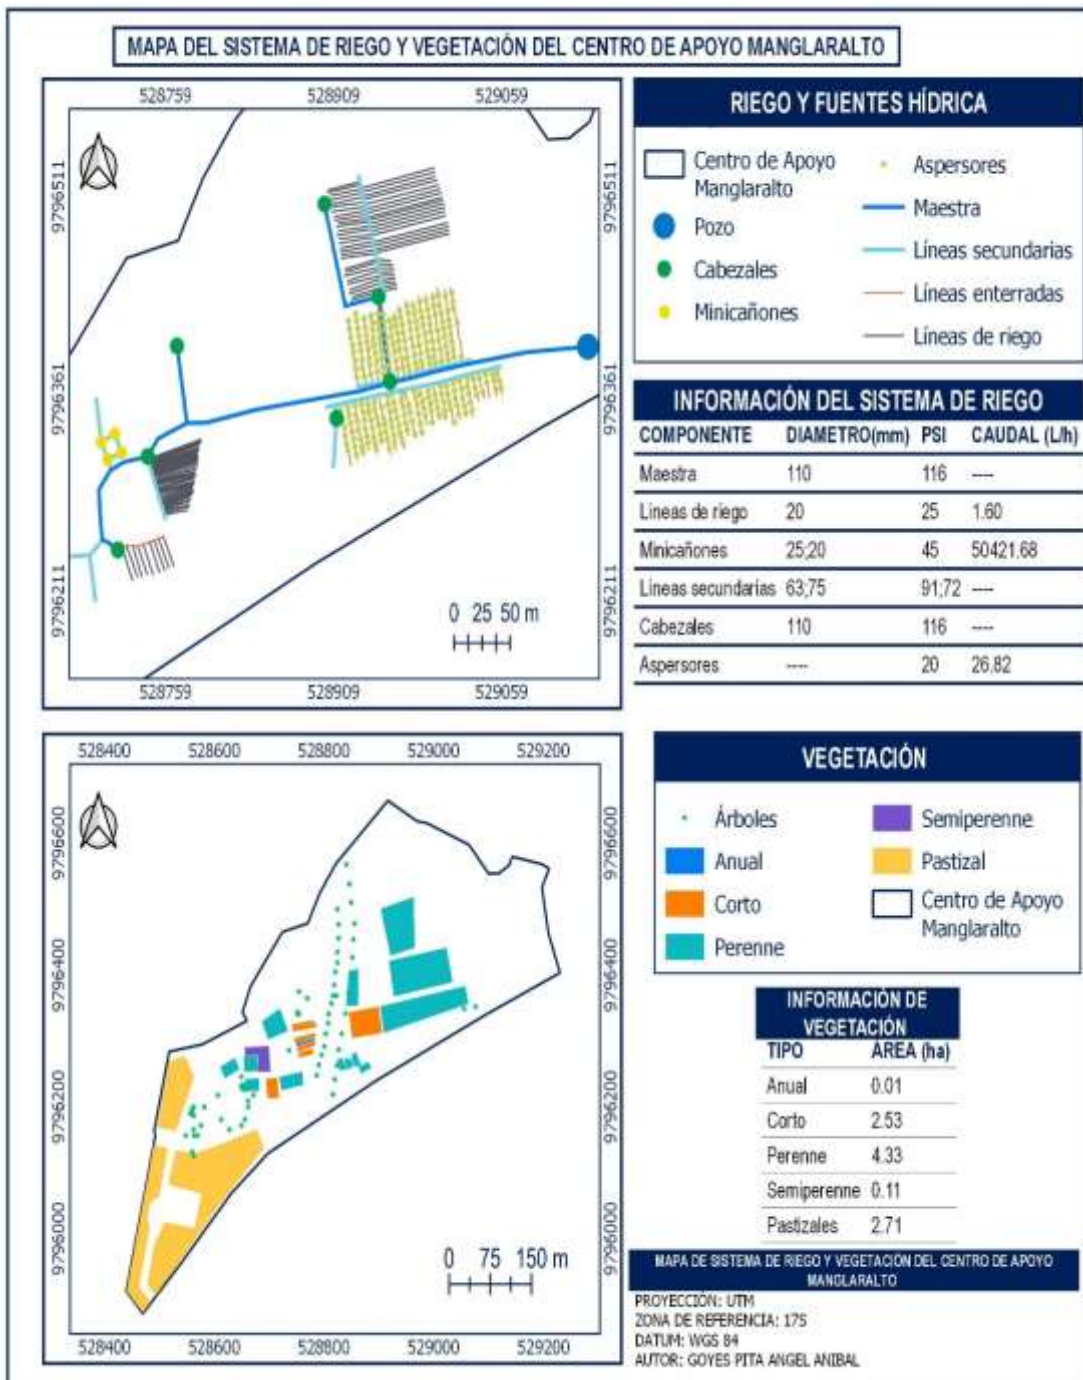 MAPA DEL SISTEMA DE RIEGO Y VEGETACIÓN DEL CENTRO DE APOYO MANGLARALTO
528759 528909 529059
9796511 9796361 9796211
9796511 9796361 9796211
0 25 50 m
528759 528909 529059
RIEGO Y FUENTES HÍDRICA
Centro de Apoyo
Manglaralto
Pozo
Cabezales
Minicañones
Aspersores
Maestra
Líneas secundarias
Líneas enterradas
Líneas de riego
INFORMACIÓN DEL SISTEMA DE RIEGO
COMPONENTE DIAMETRO(mm) PSI CAUDAL (L/h)
Maestra 110 116 ----
Lineas de riego 20 25 1.60
Minicañones 25;20 45 50421.68
Lineas secundarias 63;75 91;72 ----
Cabezales 110 116 ----
Aspersores ---- 20 26.82
528400 528600 528800 529000 529200
9796600 9796400 9796200 9796000
9796600 9796400 9796200 9796000
0 75 150 m
528400 528600 528800 529000 529200
VEGETACIÓN
Árboles
Anual
Corto
Perenne
Semiperenne
Pastizal
Centro de Apoyo
Manglaralto
INFORMACIÓN DE
VEGETACIÓN
TIPO ÁREA (ha)
Anual 0.01
Corto 2.53
Perenne 4.33
Semiperenne 0.11
Pastizales 2.71
MAPA DE SISTEMA DE RIEGO Y VEGETACIÓN DEL CENTRO DE APOYO
MANGLARALTO
PROYECCIÓN: UTM
ZONA DE REFERENCIA: 17S
DATUM: WGS 84
AUTOR: GOYES PITA ANGEL ANIBAL